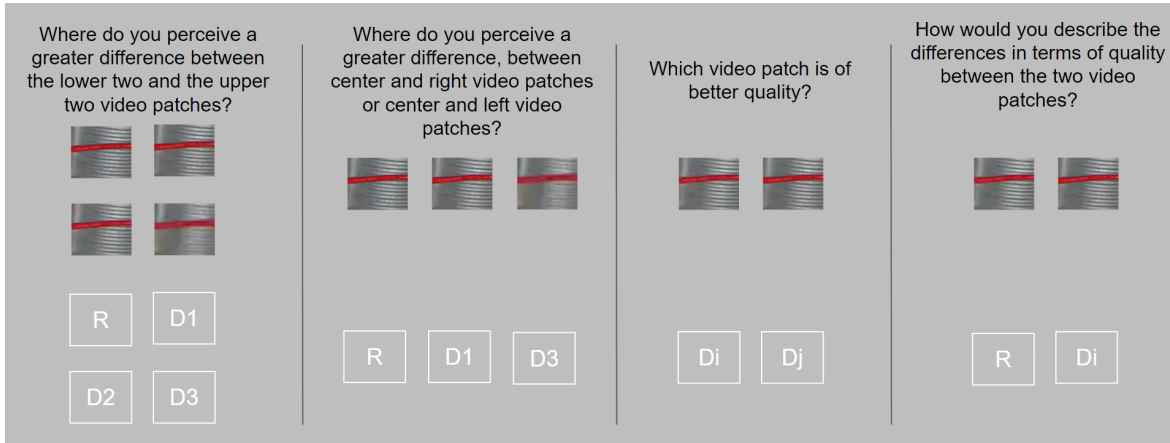 Where do you perceive a
greater difference between
the lower two and the upper
two video patches?
R
D1
D2
D3
Where do you perceive a
greater difference, between
center and right video patches
or center and left video
patches?
R
D1
D3
Which video patch is of
better quality?
Di
Dj
How would you describe the
differences in terms of quality
between the two video
patches?
R
Di